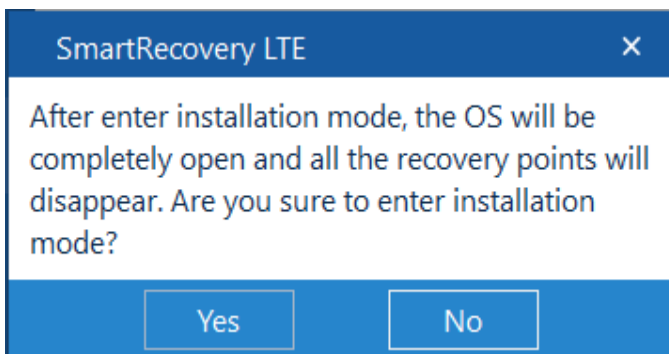 SmartRecovery LTE
After enter installation mode, the OS will be
completely open and all the recovery points will
disappear. Are you sure to enter installation
mode?
Yes
No